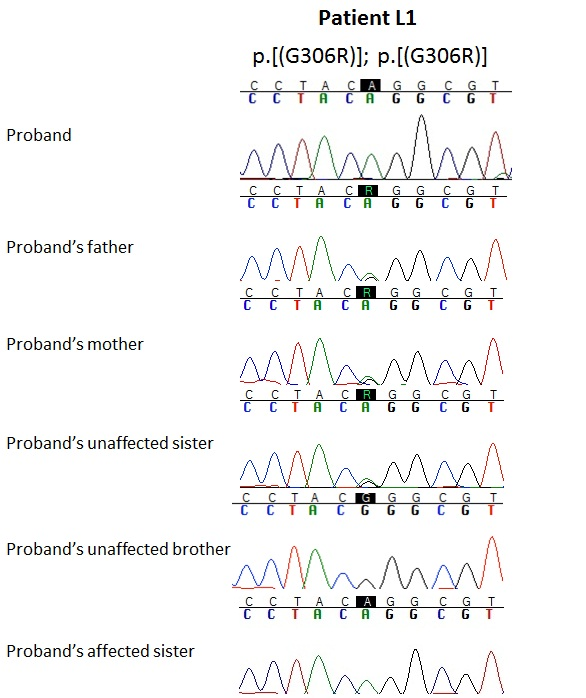 Patient L1
p.[(G306R)]; p.[(G306R)]
C C T A C A G G C G T
C C T A C A G G C G T
Proband
C C T A C R G G C G T
C C T A C A G G C G T
Proband's father
C C T A C R G G C G T
C C T A C A G G C G T
Proband's mother
C C T A C R G G C G T
C C T A C A G G C G T
Proband's unaffected sister
C C T A C G G G C G T
C C T A C G G G C G T
Proband's unaffected brother
C C T A C A G G C G T
C C T A C A G G C G T
Proband's affected sister